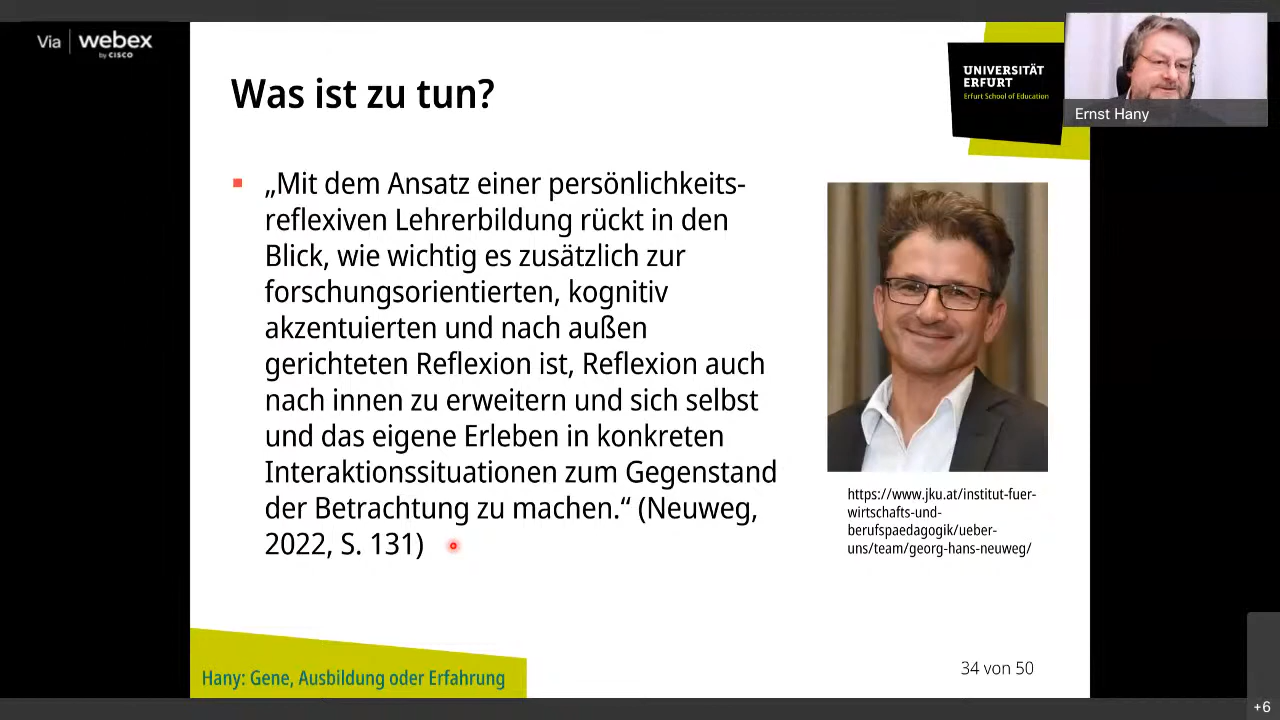 Via webex
by CISCO
Was ist zu tun?
UNIVERSITÄT
ERFURT
Erfurt School of Education
Ernst Hany
„Mit dem Ansatz einer persönlichkeits-
reflexiven Lehrerbildung rückt in den
Blick, wie wichtig es zusätzlich zur
forschungsorientierten, kognitiv
akzentuierten und nach außen
gerichteten Reflexion ist, Reflexion auch
nach innen zu erweitern und sich selbst
und das eigene Erleben in konkreten
Interaktionssituationen zum Gegenstand
der Betrachtung zu machen.“ (Neuweg,
2022, S. 131)
https://www.jku.at/institut-fuer-
wirtschafts-und-
berufspaedagogik/ueber-
uns/team/georg-hans-neuweg/
Hany: Gene, Ausbildung oder Erfahrung
34 von 50
+6